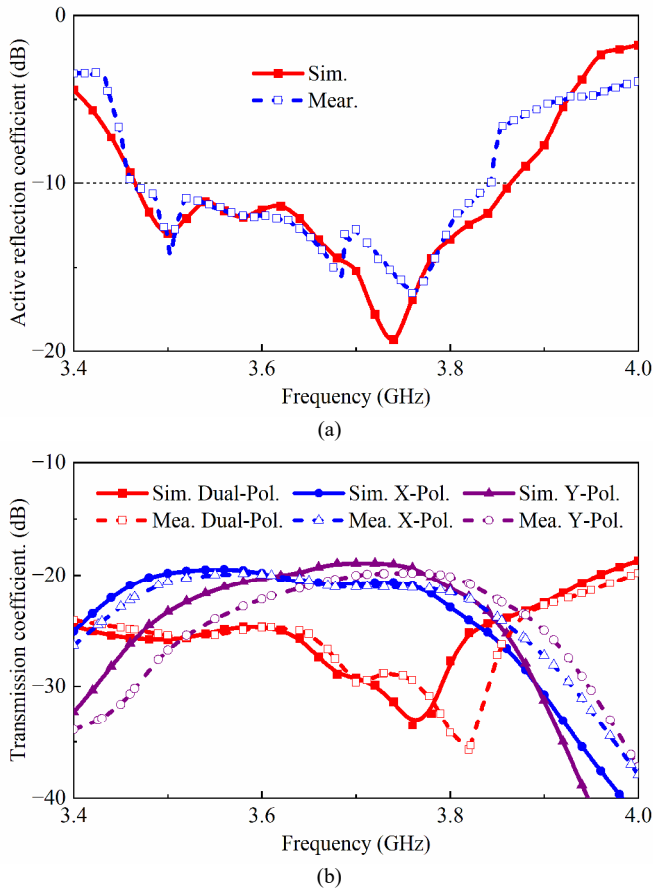 0
Active reflection coefficient (dB)
Sim.
Mear.
−10
−20
3.4 3.6 3.8 4.0
Frequency (GHz)
(a)
−10
Transmission coefficient. (dB)
Sim. Dual-Pol. Sim. X-Pol. Sim. Y-Pol.
Mea. Dual-Pol. Mea. X-Pol. Mea. Y-Pol.
−20
−30
−40
3.4 3.6 3.8 4.0
Frequency (GHz)
(b)